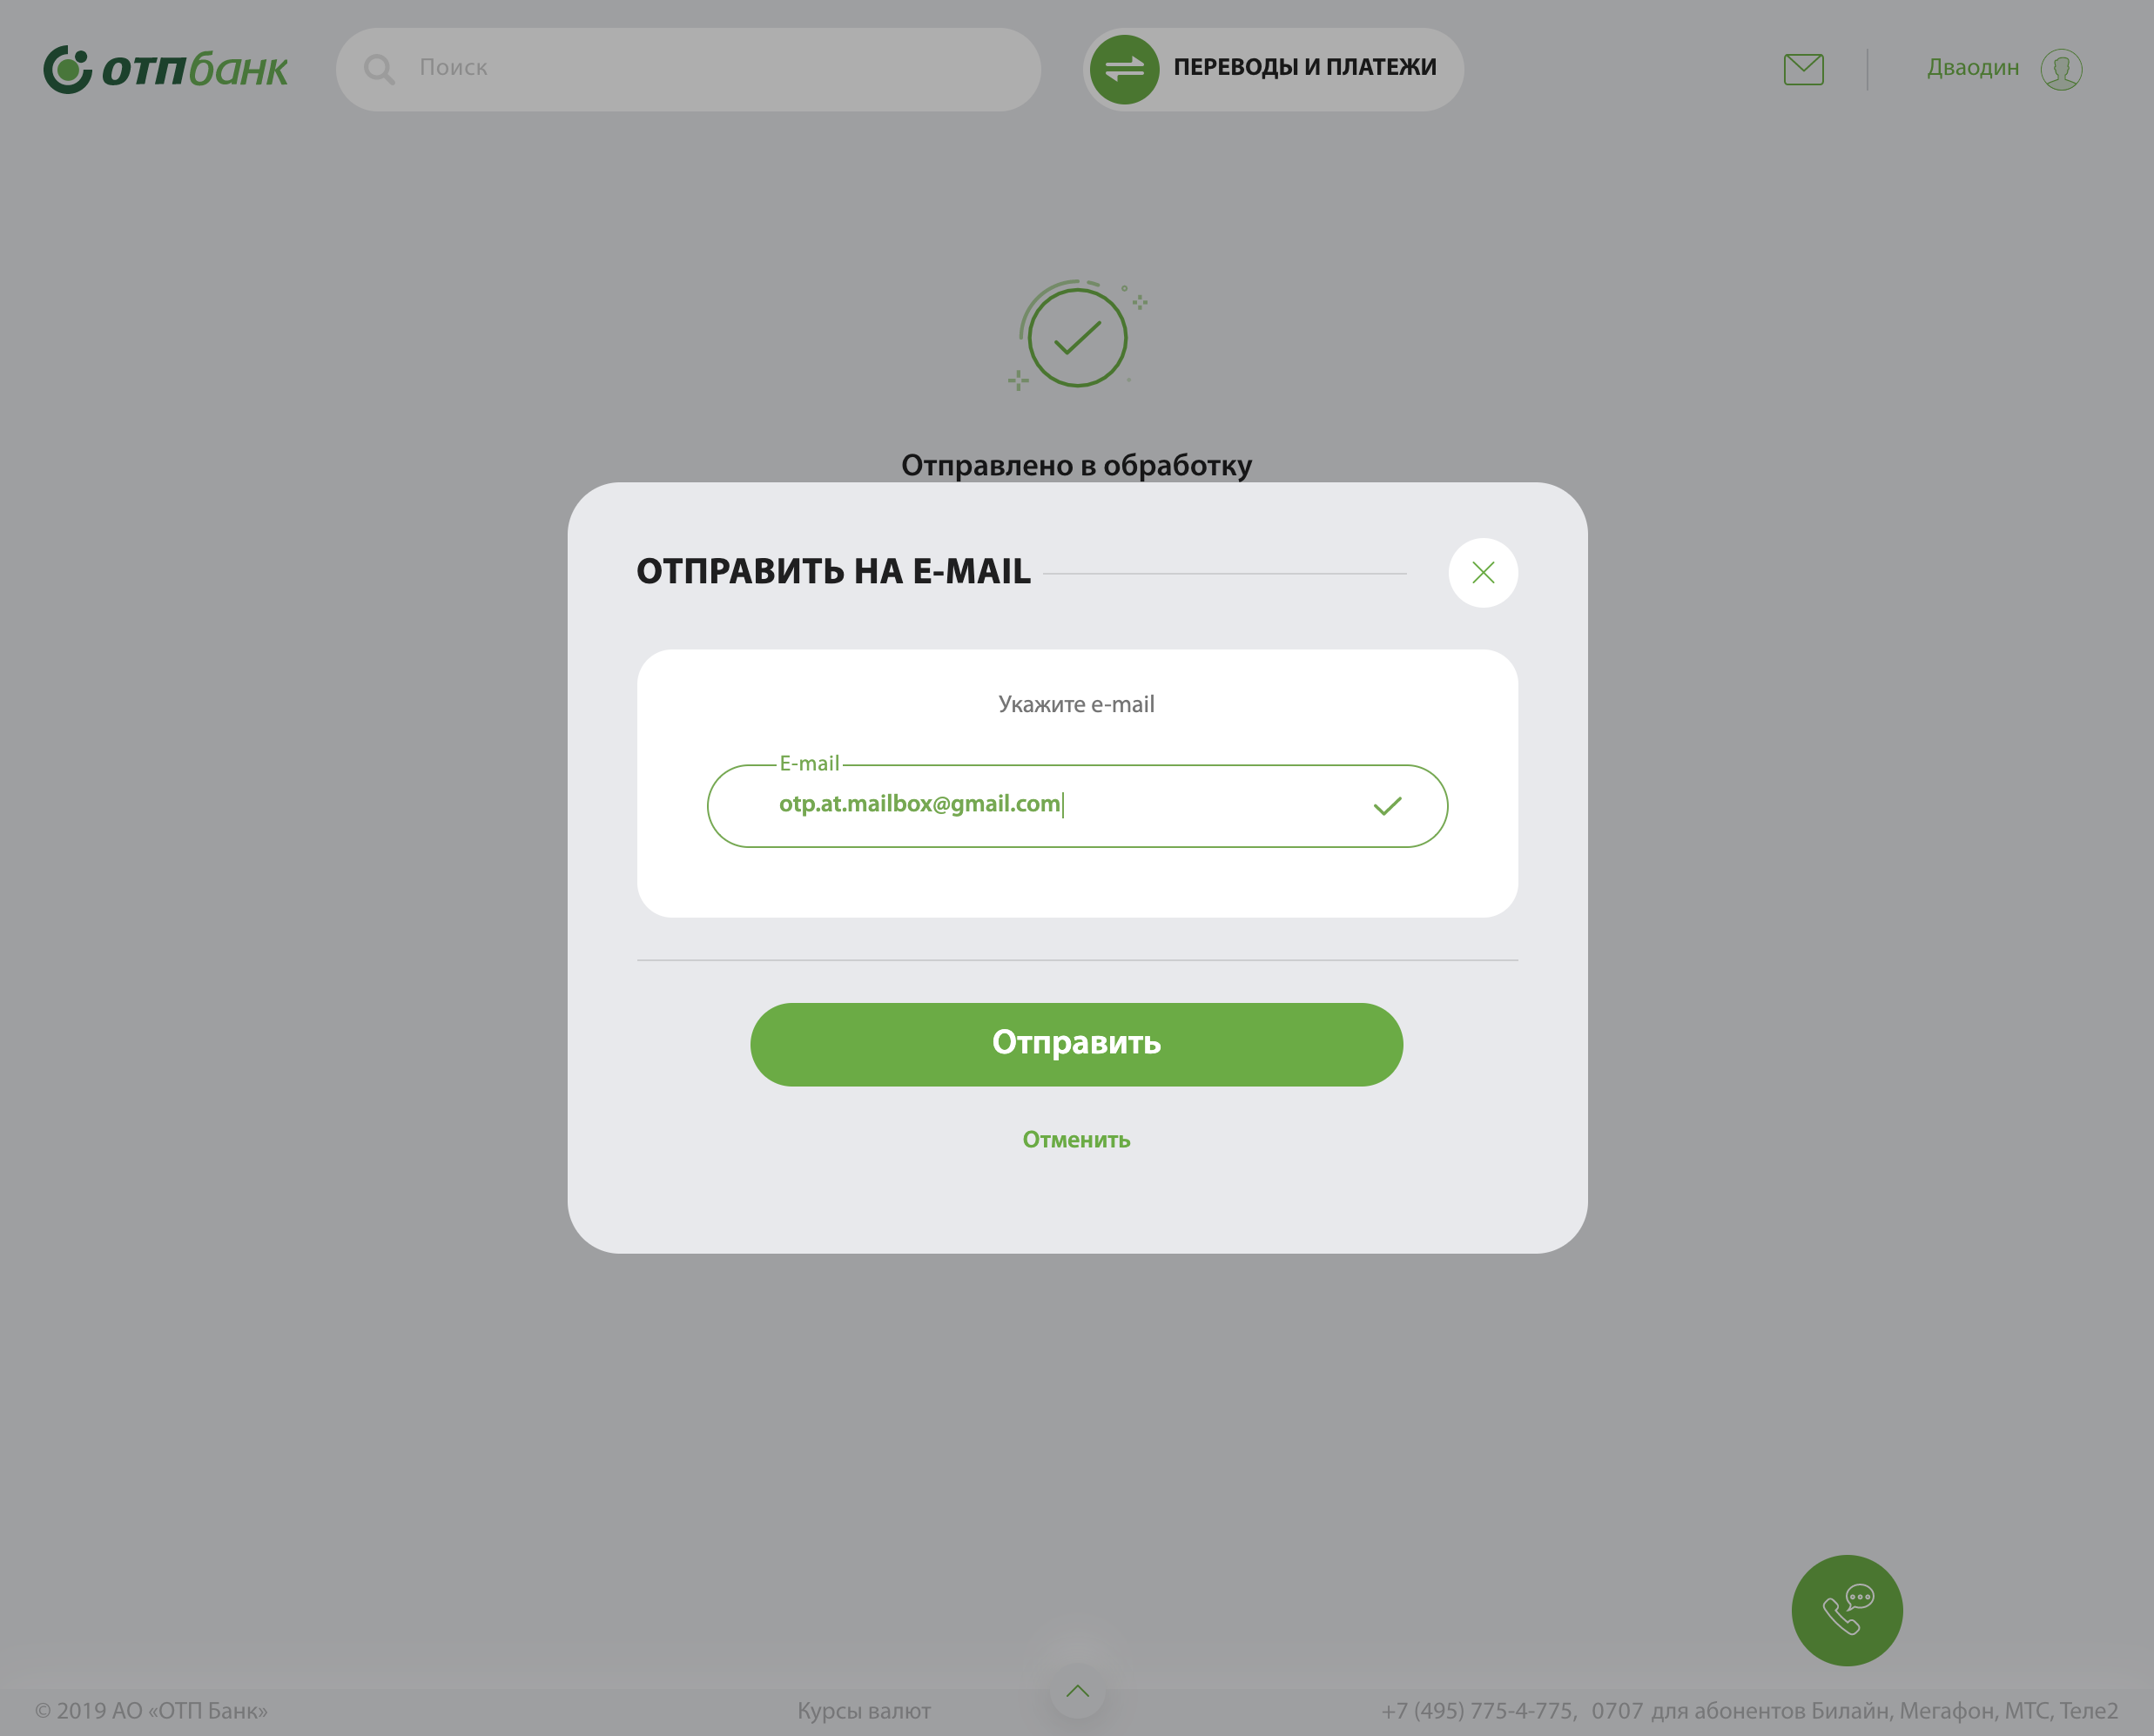 отпбанк
Поиск
ПЕРЕВОДЫ И ПЛАТЕЖИ
Дваодин
Отправлено в обработку
ОТПРАВИТЬ НА E-MAIL
Укажите e-mail
E-mail
otp.at.mailbox@gmail.com
Отправить
Отменить
© 2019 АО «ОТП Банк»
Курсы валют
+7 (495) 775-4-775, 0707 для абонентов Билайн, Мегафон, МТС, Теле2